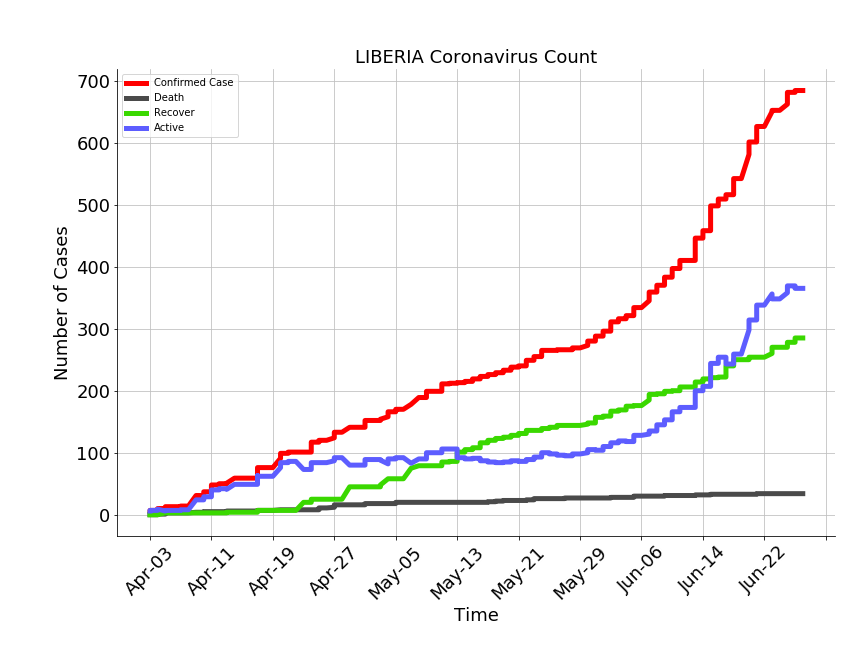 LIBERIA Coronavirus Count
Confirmed Case
Death
Recover
Active
Number of Cases
700
600
500
400
300
200
100
0
Apr-03
Apr-11
Apr-19
Apr-27
May-05
May-13
May-21
May-29
Jun-06
Jun-14
Jun-22
Time